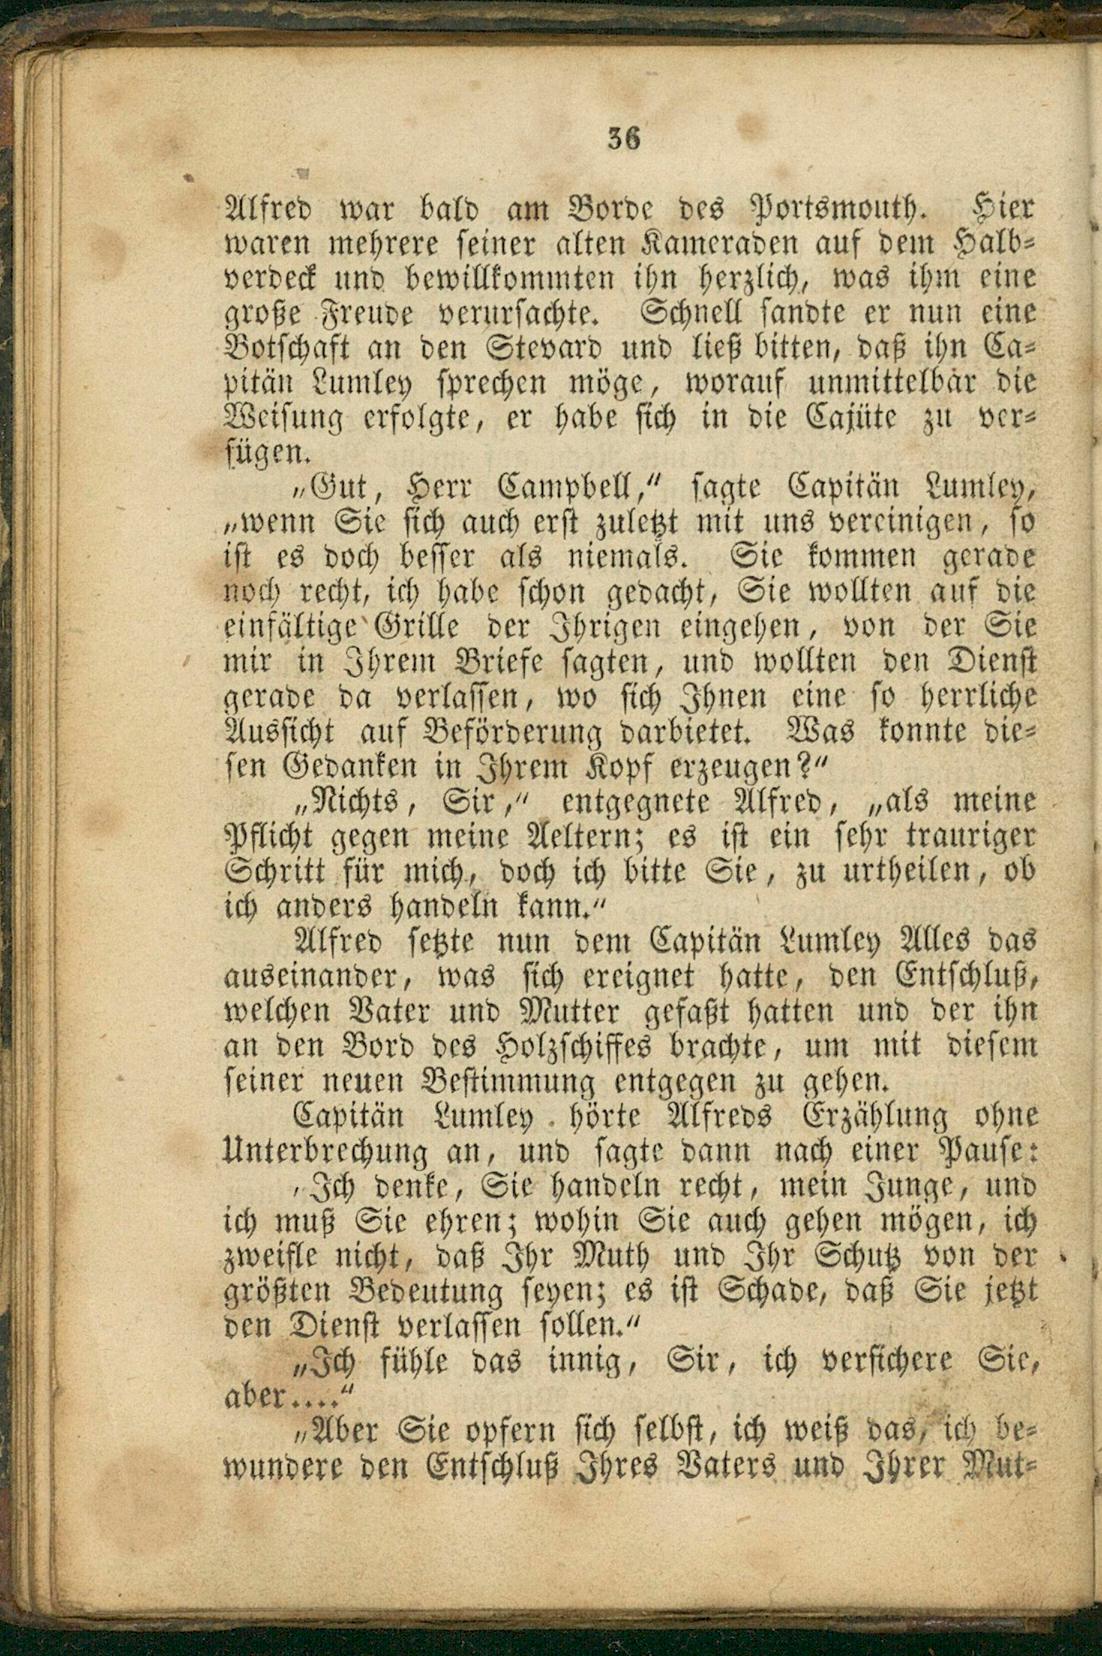 36
Alfred war bald am Borde des Portsmouth. Hier
waren mehrere seiner alten Kameraden auf dem Halb-
verdeck und bewillkommten ihn herzlich, was ihm eine
große Freude verursachte. Schnell sandte er nun eine
Botschaft an den Stevard und ließ bitten, daß ihn Ca-
pitän Lumley sprechen möge, worauf unmittelbar die
Weisung erfolgte, er habe sich in die Cajüte zu ver-
fügen.
„Gut, Herr Campbell,“ sagte Capitän Lumley,
„wenn Sie sich auch erst zuletzt mit uns vereinigen, so
ist es doch besser als niemals. Sie kommen gerade
noch recht, ich habe schon gedacht, Sie wollten auf die
einfältige Grille der Ihrigen eingehen, von der Sie
mir in Ihrem Briefe sagten, und wollten den Dienst
gerade da verlassen, wo sich Ihnen eine so herrliche
Aussicht auf Beförderung darbietet. Was konnte die-
sen Gedanken in Ihrem Kopf erzeugen?“
„Nichts, Sir,“ entgegnete Alfred, „als meine
Pflicht gegen meine Aeltern; es ist ein sehr trauriger
Schritt für mich, doch ich bitte Sie, zu urtheilen, ob
ich anders handeln kann.“
Alfred setzte nun dem Capitän Lumley Alles das
auseinander, was sich ereignet hatte, den Entschluß,
welchen Vater und Mutter gefaßt hatten und der ihn
an den Bord des Holzschiffes brachte, um mit diesem
seiner neuen Bestimmung entgegen zu gehen.
Capitän Lumley hörte Alfreds Erzählung ohne
Unterbrechung an, und sagte dann nach einer Pause:
„Ich denke, Sie handeln recht, mein Junge, und
ich muß Sie ehren; wohin Sie auch gehen mögen, ich
zweifle nicht, daß Ihr Muth und Ihr Schutz von der
größten Bedeutung seyen; es ist Schade, daß Sie jetzt
den Dienst verlassen sollen.“
„Ich fühle das innig, Sir, ich versichere Sie,
aber....“
„Aber Sie opfern sich selbst, ich weiß das, ich be-
wundere den Entschluß Ihres Vaters und Ihrer Mut-